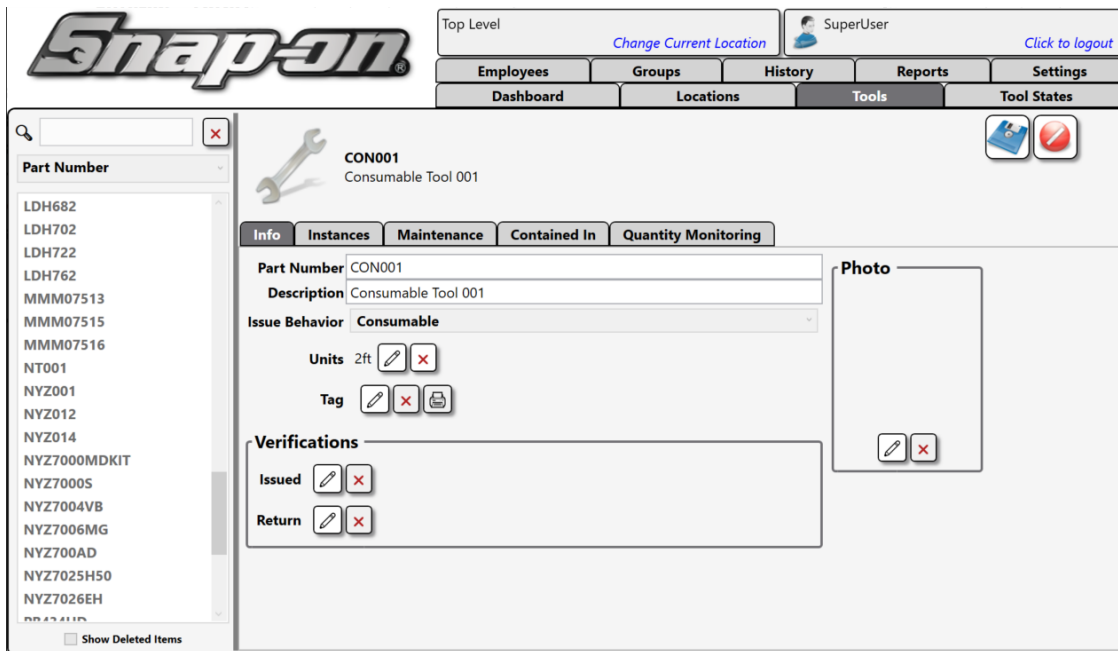 Snap-on®
Top Level
Change Current Location
SuperUser
Click to logout
Employees Groups History Reports Settings
Dashboard Locations Tools Tool States
Part Number
LDH682
LDH702
LDH722
LDH762
MMM07513
MMM07515
MMM07516
NT001
NYZ001
NYZ012
NYZ014
NYZ7000MDKIT
NYZ7000S
NYZ7004VB
NYZ7006MG
NYZ700AD
NYZ7025H50
NYZ7026EH
Show Deleted Items
CON001
Consumable Tool 001
Info Instances Maintenance Contained In Quantity Monitoring
Part Number CON001
Description Consumable Tool 001
Issue Behavior Consumable
Units 2ft
Tag
Verifications
Issued
Return
Photo